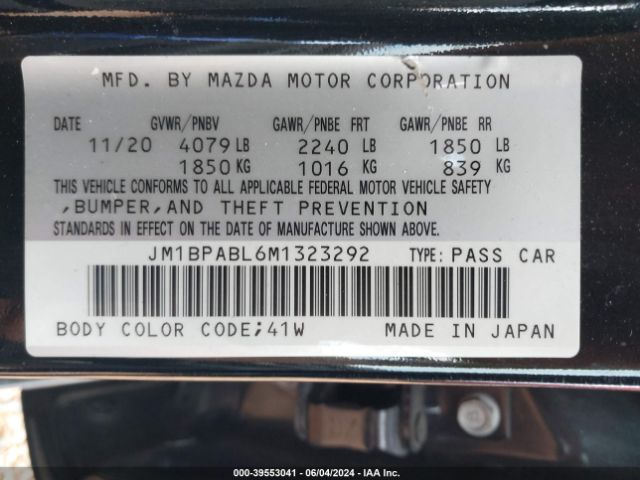 MFD. BY MAZDA MOTOR CORPORATION
DATE GVWR/PNBV GAWR/PNBE FRT GAWR/PNBE RR
11/20 4079 LB 2240 LB 1850 LB
1850 KG 1016 KG 839 KG
THIS VEHICLE CONFORMS TO ALL APPLICABLE FEDERAL MOTOR VEHICLE SAFETY
,BUMPER,AND THEFT PREVENTION
STANDARDS IN EFFECT ON THE DATE OF MANUFACTURE SHOWN ABOVE.
JM1BPABL6M1323292 TYPE: PASS CAR
BODY COLOR CODE;41W MADE IN JAPAN
000-39553041 - 06/04/2024 - IAA Inc.